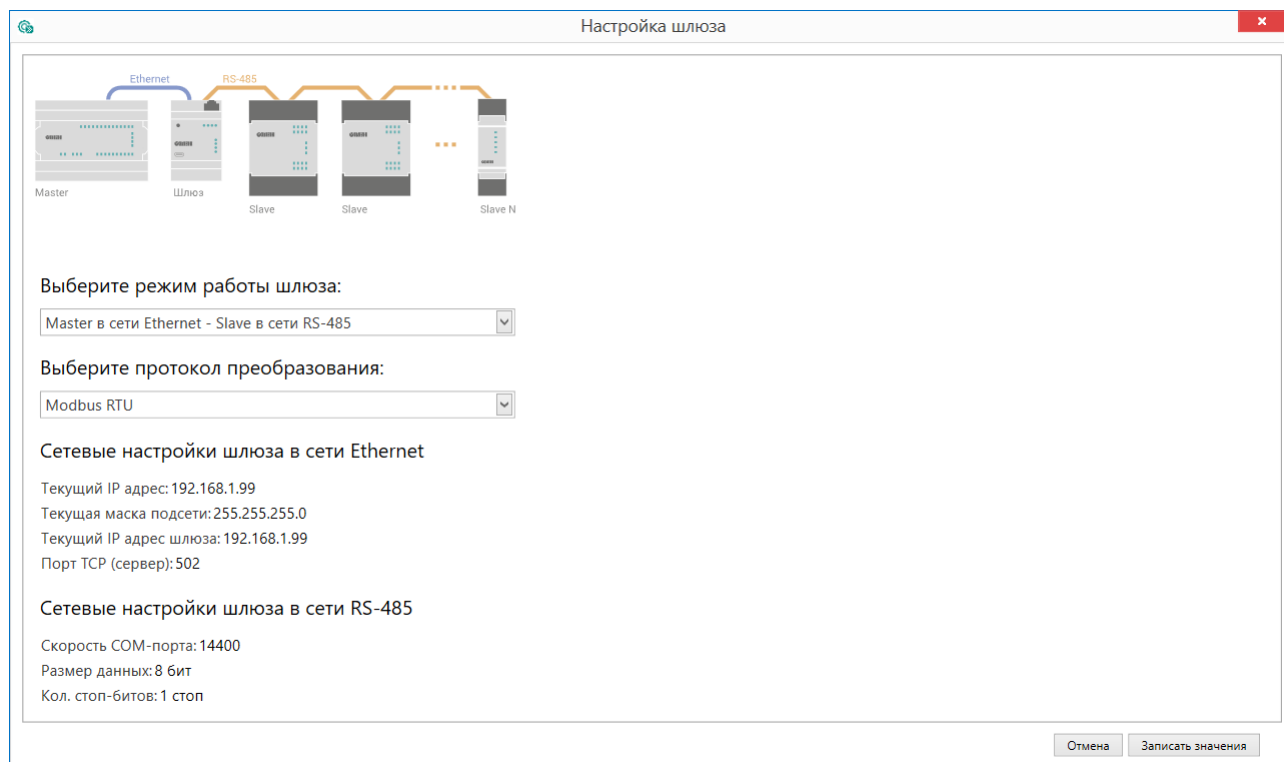 Настройка шлюза
Ethernet
RS-485
Master
Шлюз
Slave
Slave
Slave N
Выберите режим работы шлюза:
Master в сети Ethernet - Slave в сети RS-485
Выберите протокол преобразования:
Modbus RTU
Сетевые настройки шлюза в сети Ethernet
Текущий IP адрес: 192.168.1.99
Текущая маска подсети: 255.255.255.0
Текущий IP адрес шлюза: 192.168.1.99
Порт TCP (сервер): 502
Сетевые настройки шлюза в сети RS-485
Скорость COM-порта: 14400
Размер данных: 8 бит
Кол. стоп-битов: 1 стоп
Отмена
Записать значения